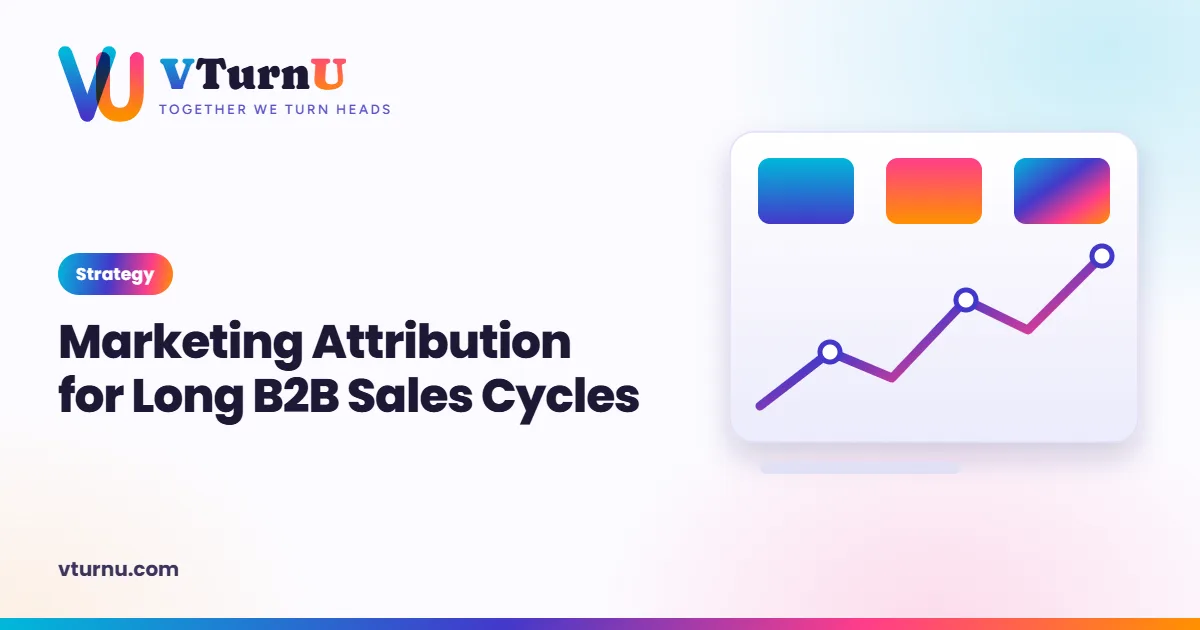 VTurnU
TOGETHER WE TURN HEADS
Strategy
Marketing Attribution
for Long B2B Sales Cycles
vturnu.com